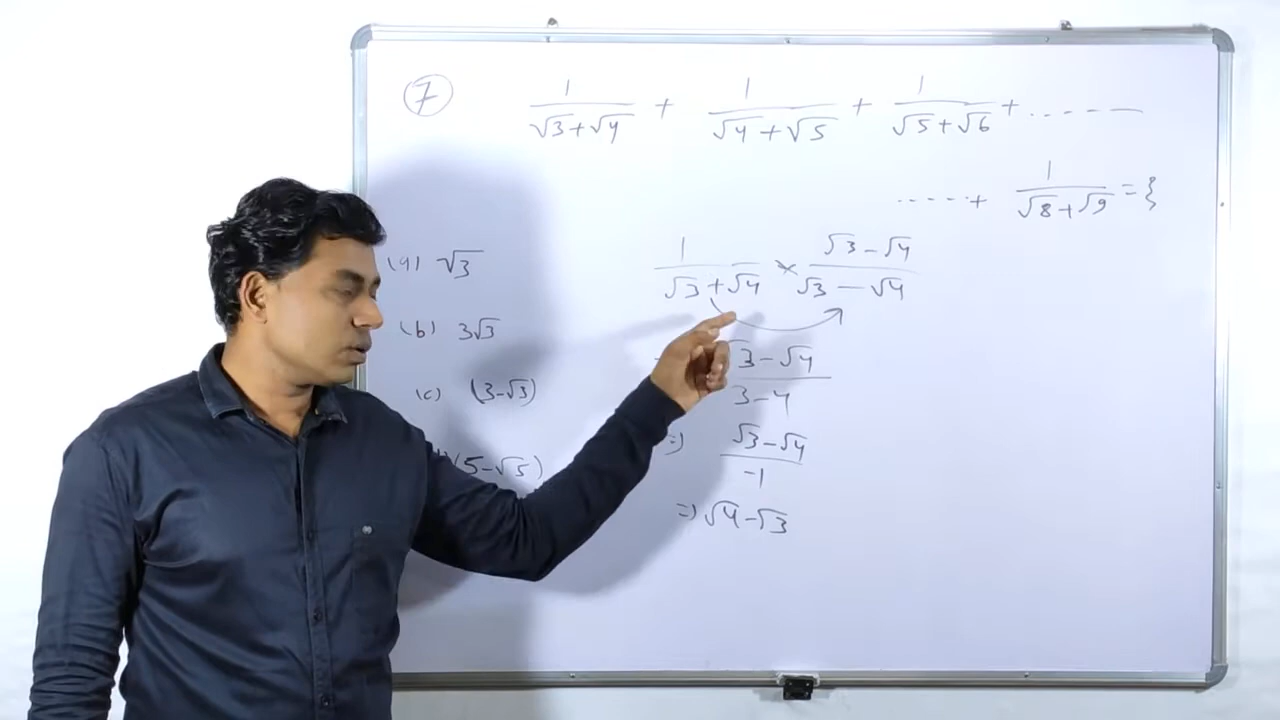 7
1/(√3+√4) + 1/(√4+√5) + 1/(√5+√6) + ........
......+ 1/(√8+√9) = }
(a) √3
(b) 3√3
(c) (3-√3)
(5-√5)
1/(√3+√4) × (√3-√4)/(√3-√4)
(√3-√4)/(3-4)
=) (√3-√4)/-1
=) √4-√3